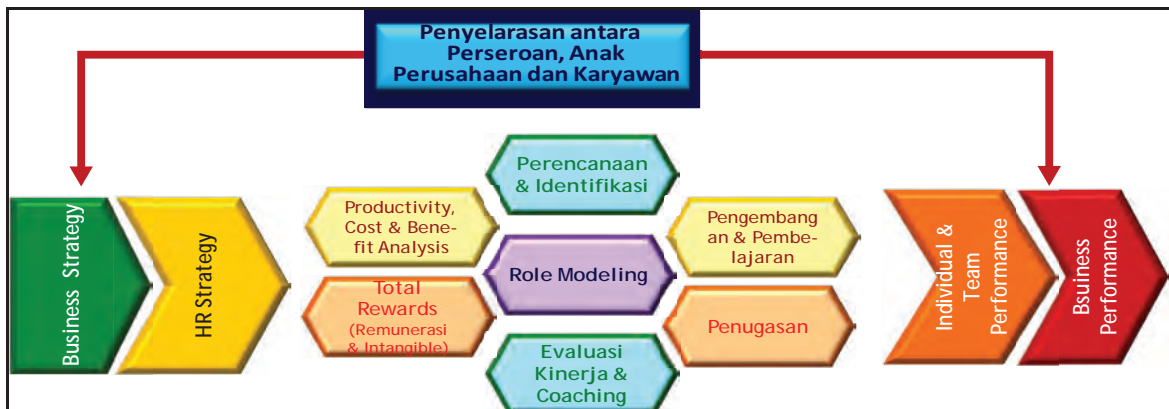 Penyelarasan antara
Perseroan, Anak
Perusahaan dan Karyawan
Business Strategy
HR Strategy
Productivity,
Cost & Bene-
fit Analysis
Total
Rewards
(Remunerasi
& Intangible)
Perencanaan
& Identifikasi
Role Modeling
Evaluasi
Kinerja &
Coaching
Pengembang
an & Pembe-
lajaran
Penugasan
Individual &
Team
Performance
Bsuiness
Performance